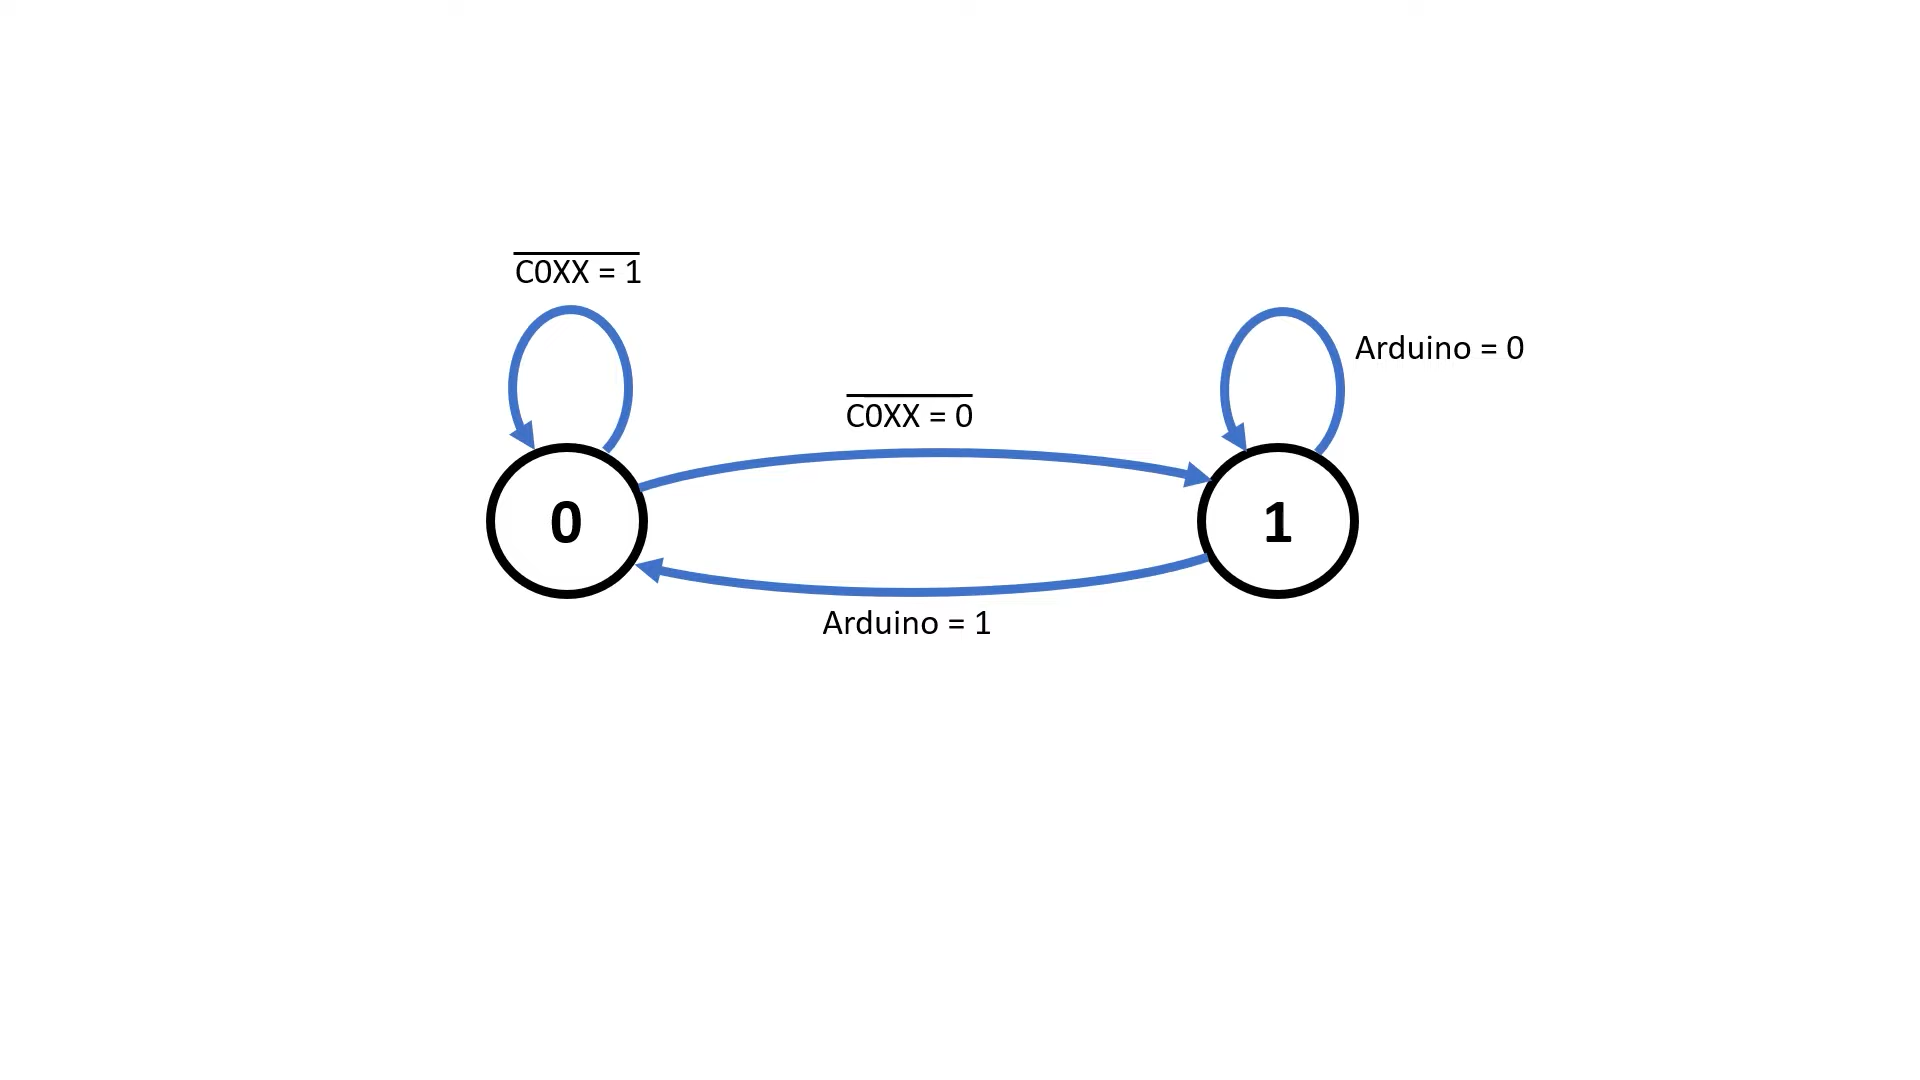 C0XX = 1
Arduino = 0
C0XX = 0
0
1
Arduino = 1